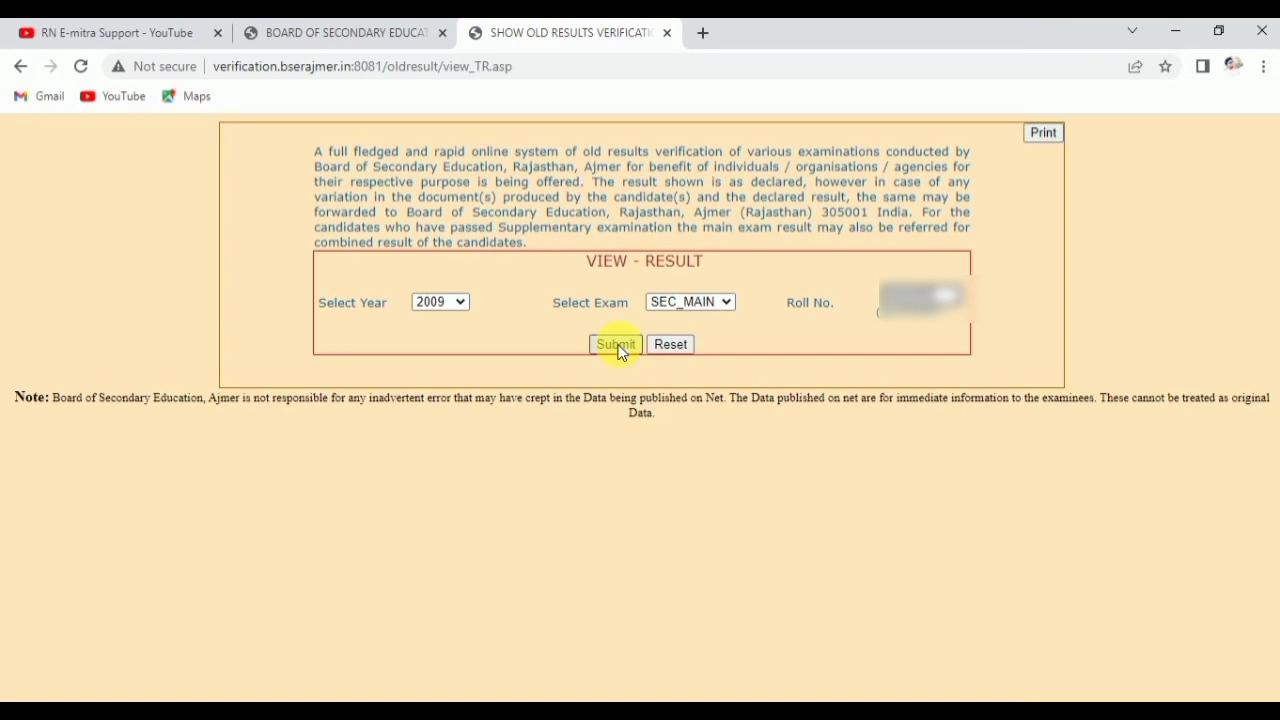 RN E-mitra Support - YouTube
BOARD OF SECONDARY EDUCAT
SHOW OLD RESULTS VERIFICATI
Not secure
verification.bserajmer.in:8081/oldresult/view_TR.asp
Gmail
YouTube
Maps
Print
A full fledged and rapid online system of old results verification of various examinations conducted by
Board of Secondary Education, Rajasthan, Ajmer for benefit of individuals / organisations / agencies for
their respective purpose is being offered. The result shown is as declared, however in case of any
variation in the document(s) produced by the candidate(s) and the declared result, the same may be
forwarded to Board of Secondary Education, Rajasthan, Ajmer (Rajasthan) 305001 India. For the
candidates who have passed Supplementary examination the main exam result may also be referred for
combined result of the candidates.
VIEW - RESULT
Select Year 2009 Select Exam SEC_MAIN Roll No.
Submit Reset
Note: Board of Secondary Education, Ajmer is not responsible for any inadvertent error that may have crept in the Data being published on Net. The Data published on net are for immediate information to the examinees. These cannot be treated as original
Data.